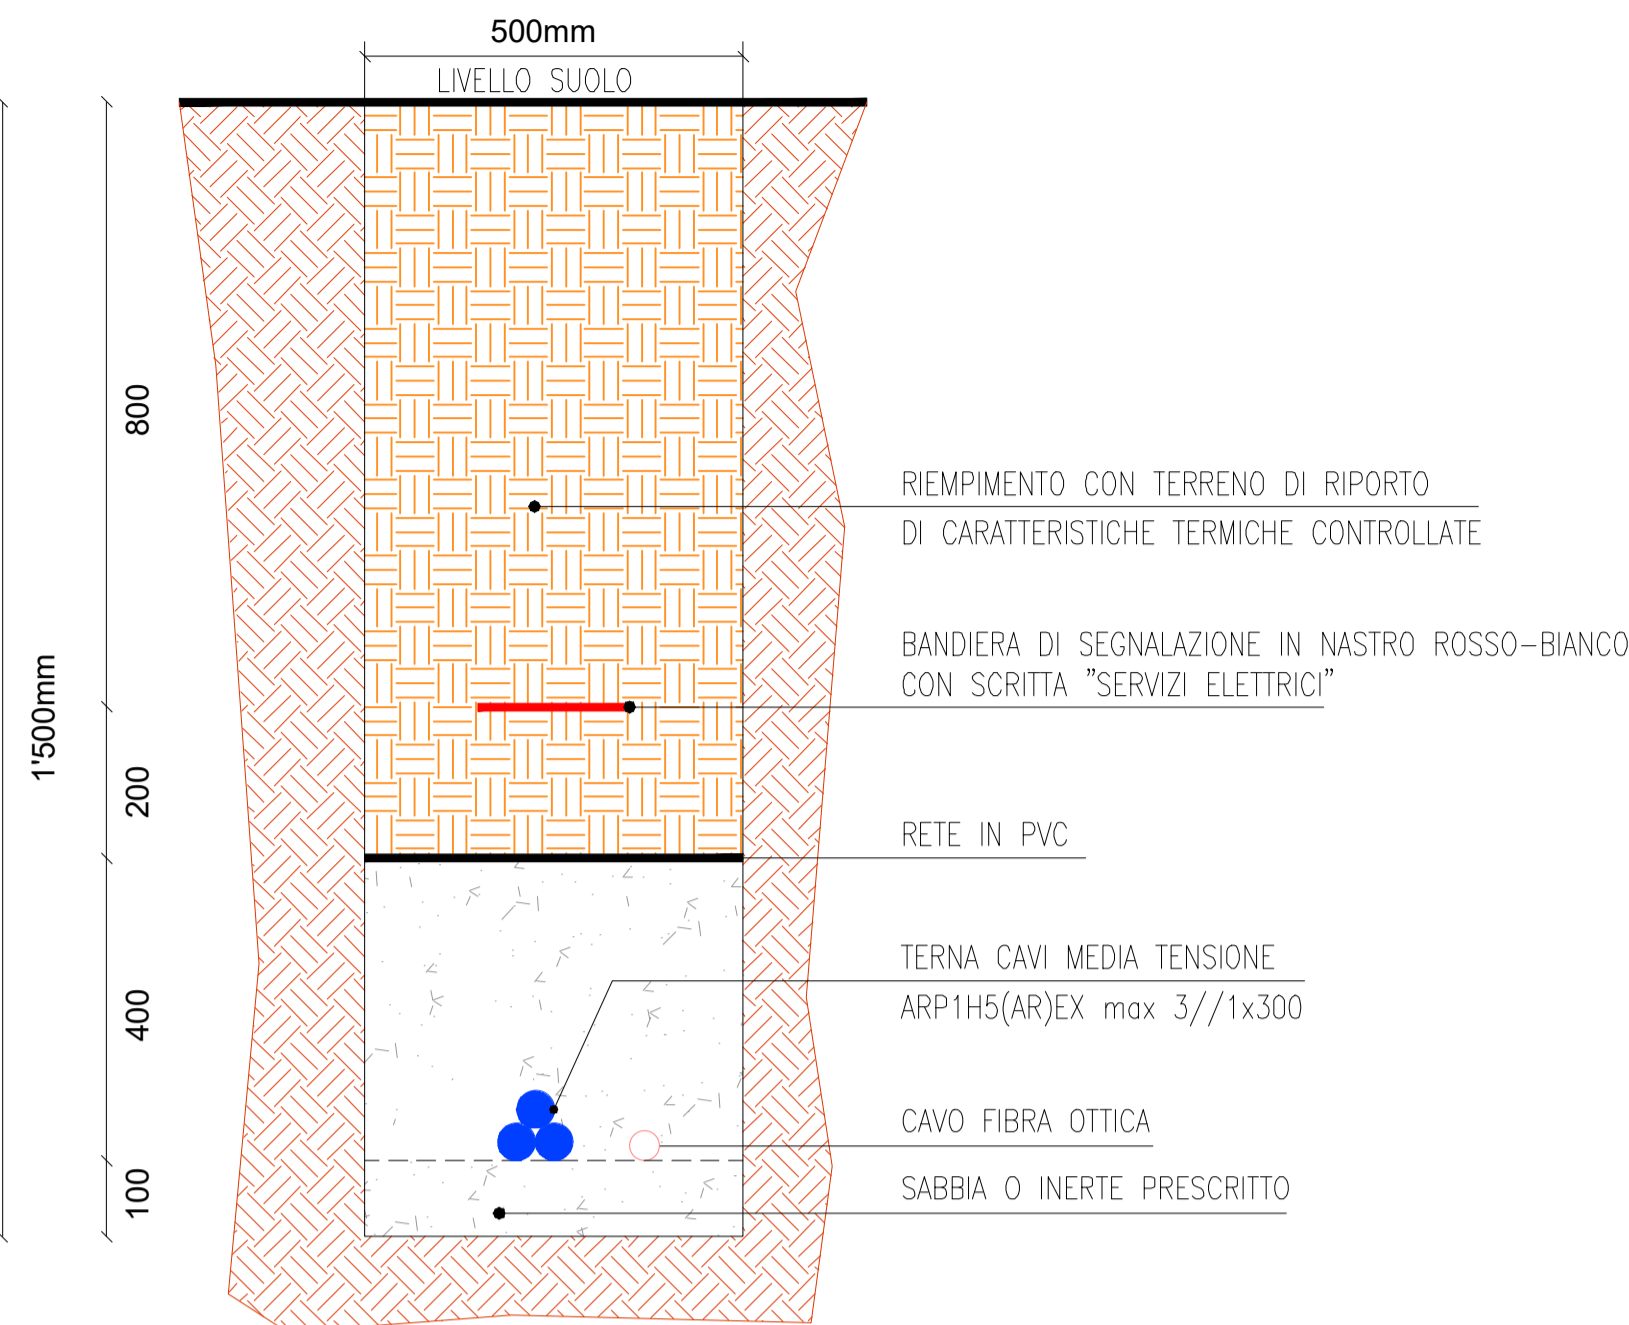 500mm
LIVELLO SUOLO
800
RIEMPIMENTO CON TERRENO DI RIPORTO
DI CARATTERISTICHE TERMICHE CONTROLLATE
BANDIERA DI SEGNALAZIONE IN NASTRO ROSSO-BIANCO
CON SCRITTA "SERVIZI ELETTRICI"
1'500mm
200
RETE IN PVC
TERNA CAVI MEDIA TENSIONE
ARP1H5(AR)EX max 3//1x300
400
CAVO FIBRA OTTICA
100
SABBIA O INERTE PRESCRITTO